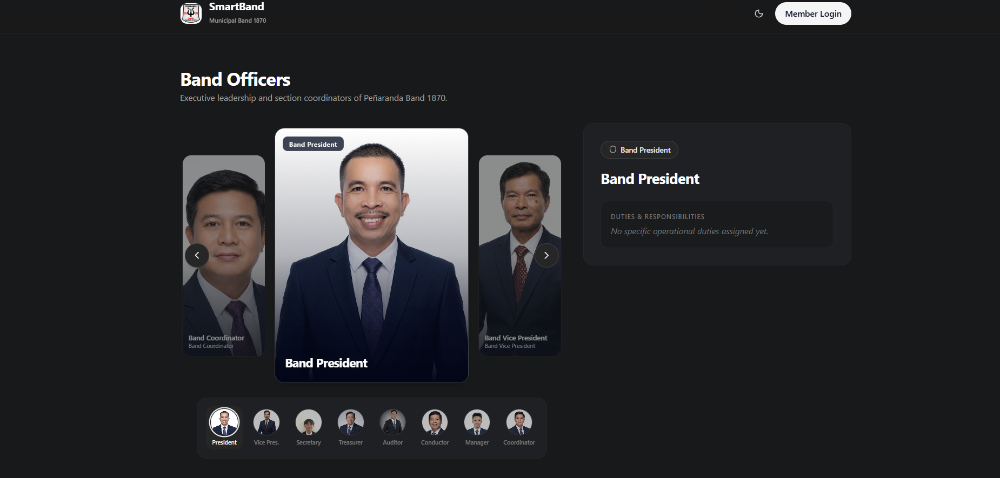 SmartBand
Municipal Band 1870
Member Login
Band Officers
Executive leadership and section coordinators of Peñaranda Band 1870.
Band President
Band President
Band Coordinator
Band Coordinator
Band Vice President
Band Vice President
Band President
Band President
DUTIES & RESPONSIBILITIES
No specific operational duties assigned yet.
President
Vice Pres.
Secretary
Treasurer
Auditor
Conductor
Manager
Coordinator